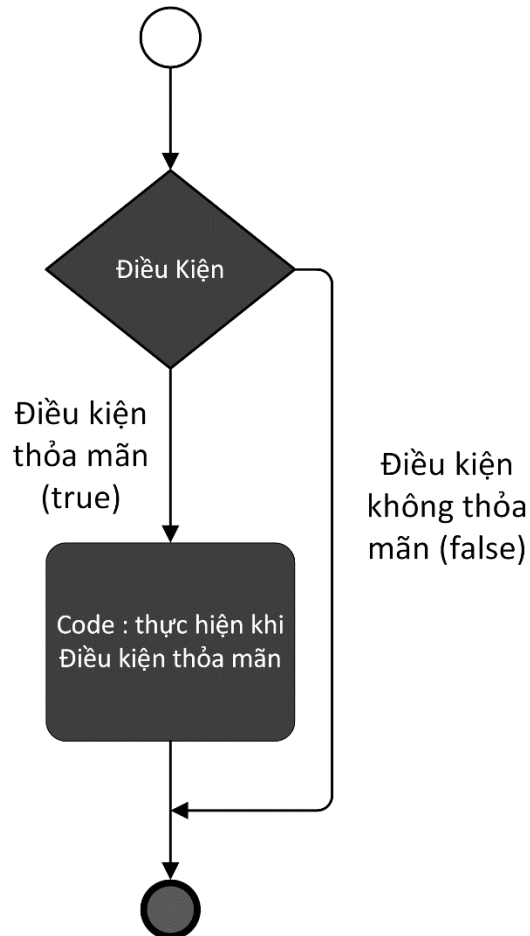 Điều Kiện
Điều kiện
thỏa mãn
(true)
Điều kiện
không thỏa
mãn (false)
Code : thực hiện khi
Điều kiện thỏa mãn